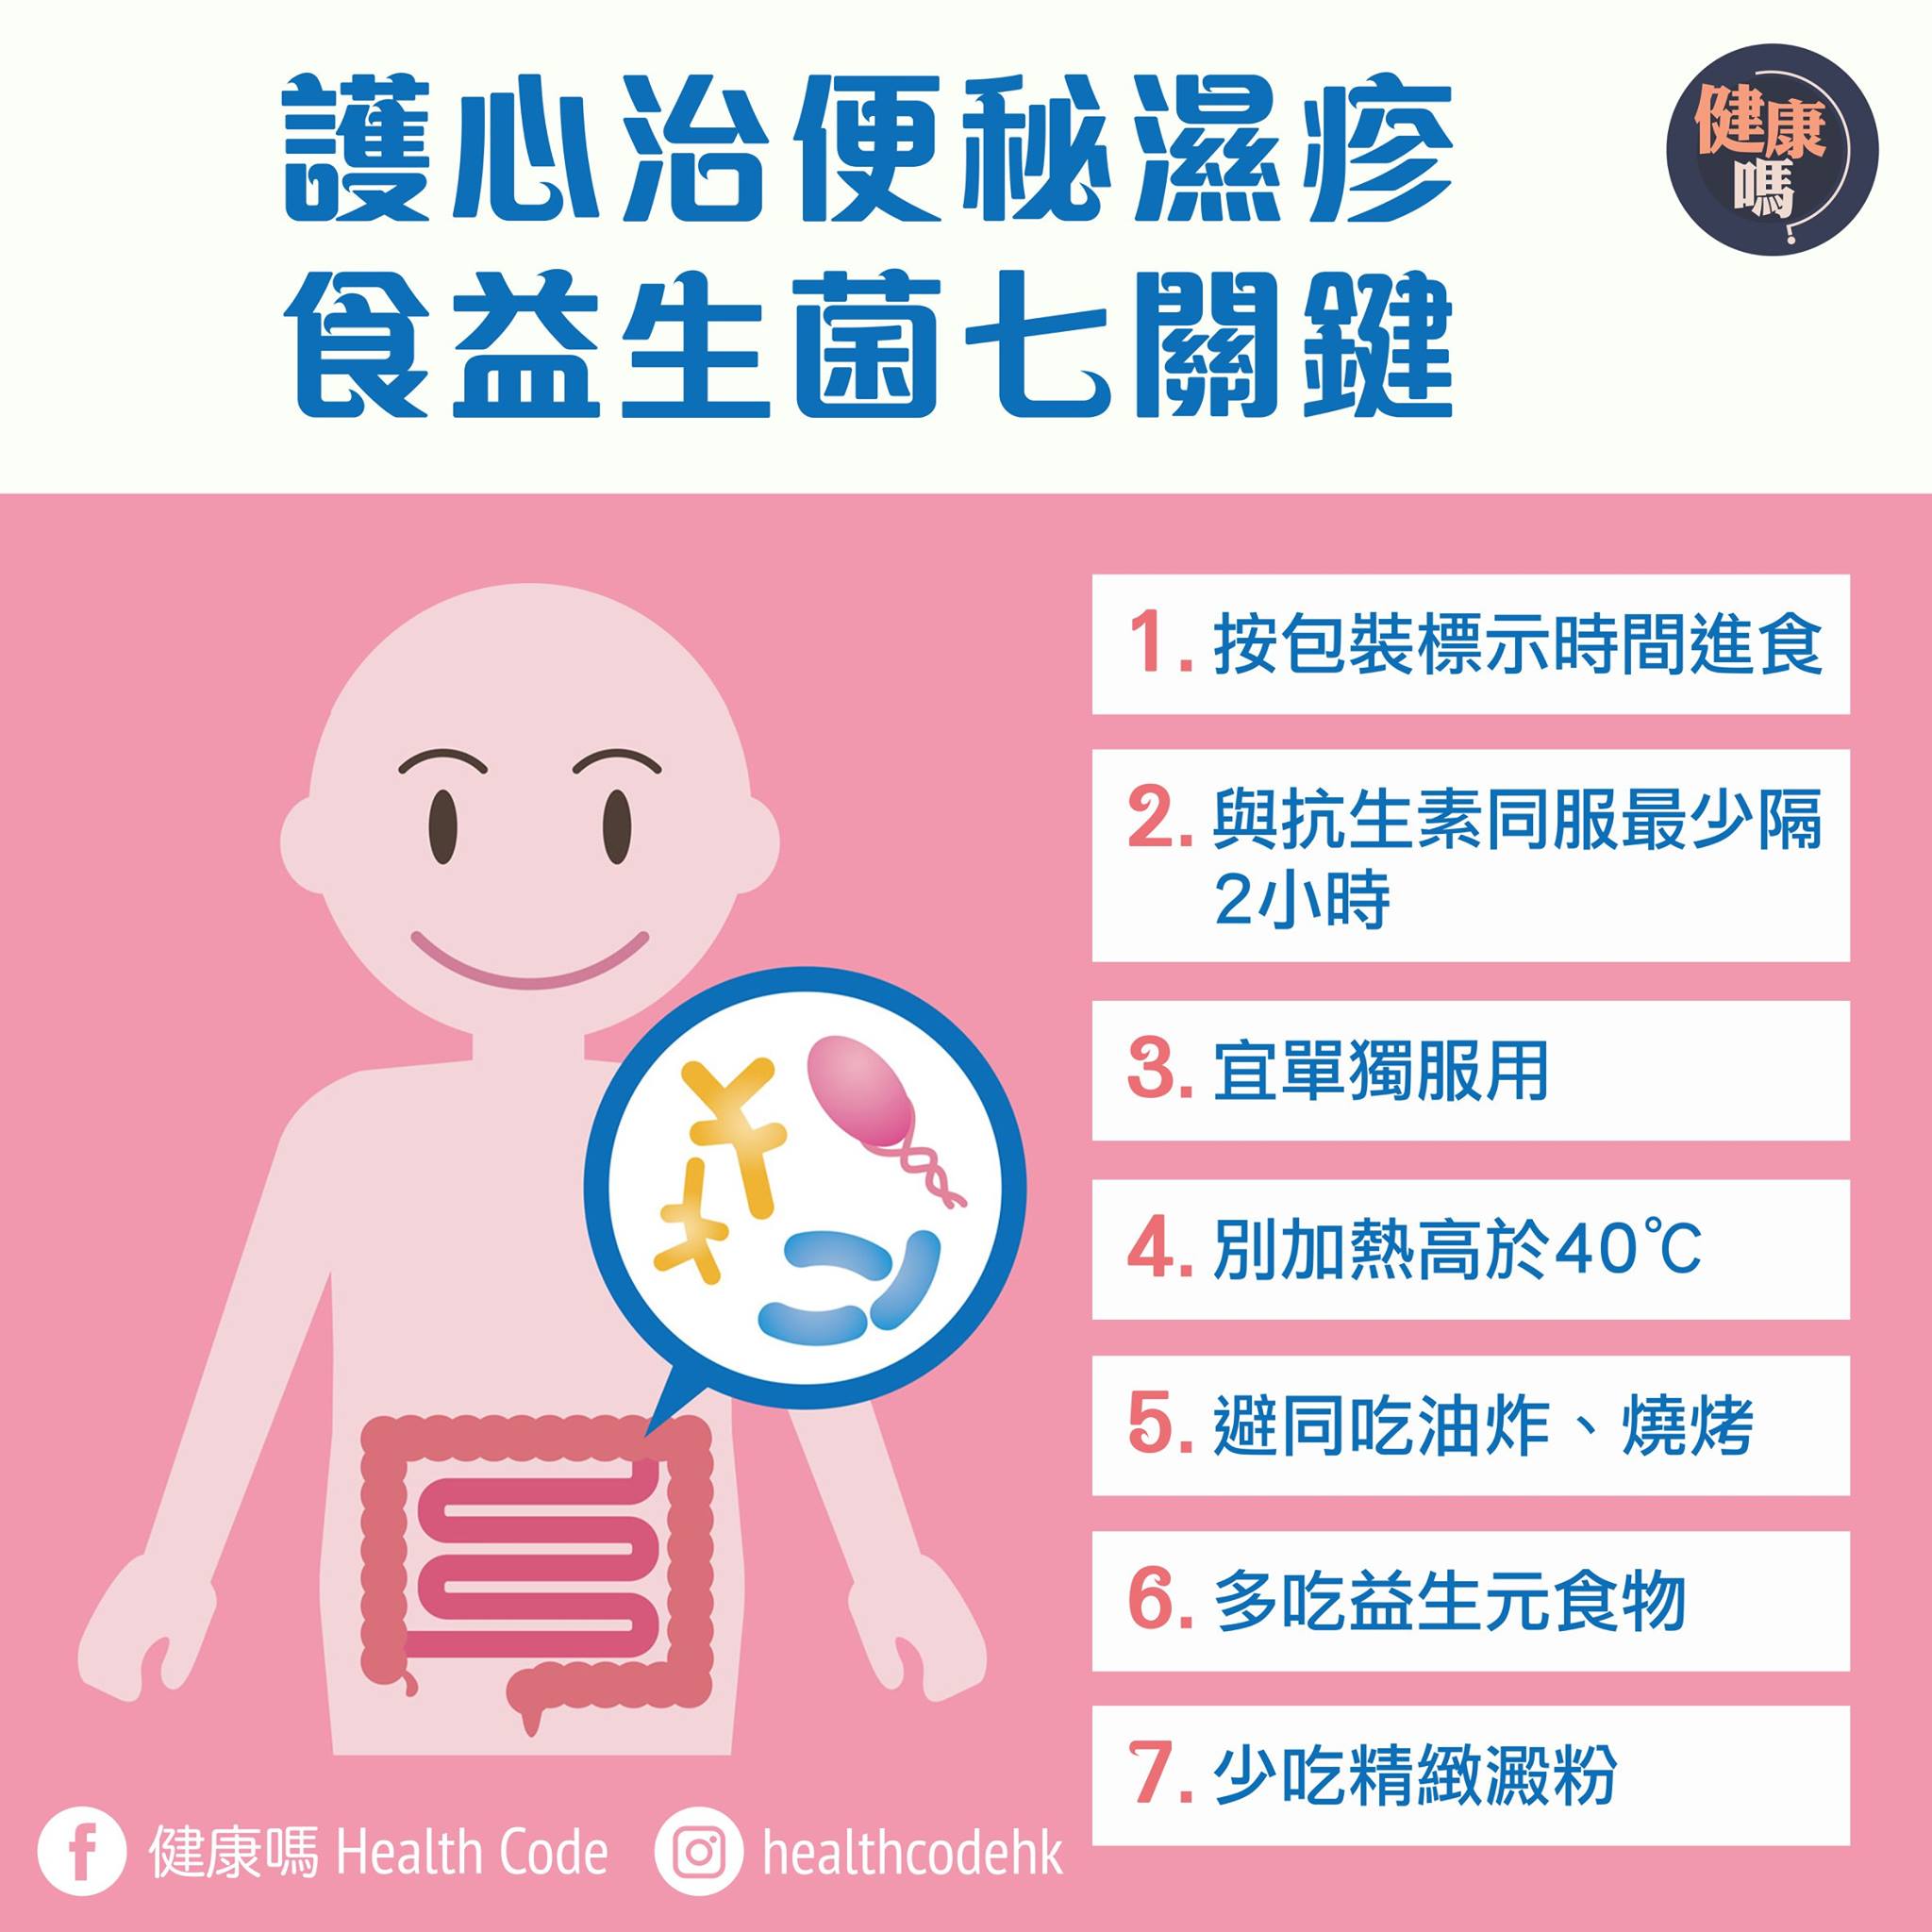 護心治便秘濕疹
食益生菌七關鍵
健康
嗎?
1. 按包裝標示時間進食
2. 與抗生素同服最少隔
2小時
3. 宜單獨服用
4. 別加熱高於40℃
5. 避同吃油炸、燒烤
6. 多吃益生元食物
7. 少吃精緻澱粉
健康嗎 Health Code
healthcodehk